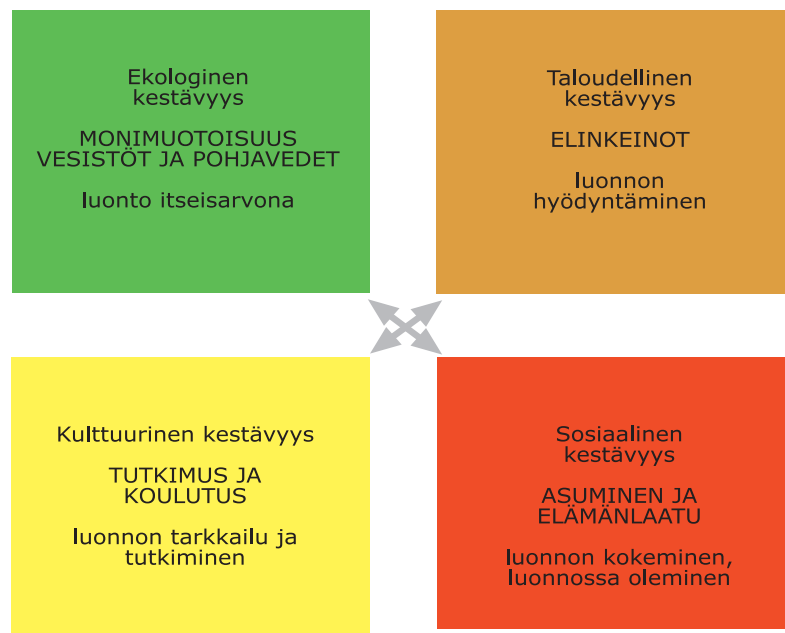 Ekologinen
kestävyys
MONIMUOTOISUUS
VESISTÖT JA POHJAVEDET
luonto itseisarvona
Taloudellinen
kestävyys
ELINKEINOT
luonnon
hyödyntäminen
Kulttuurinen kestävyys
TUTKIMUS JA
KOULUTUS
luonnon tarkkailu ja
tutkiminen
Sosiaalinen
kestävyys
ASUMINEN JA
ELÄMÄNLAATU
luonnon kokeminen,
luonnossa oleminen